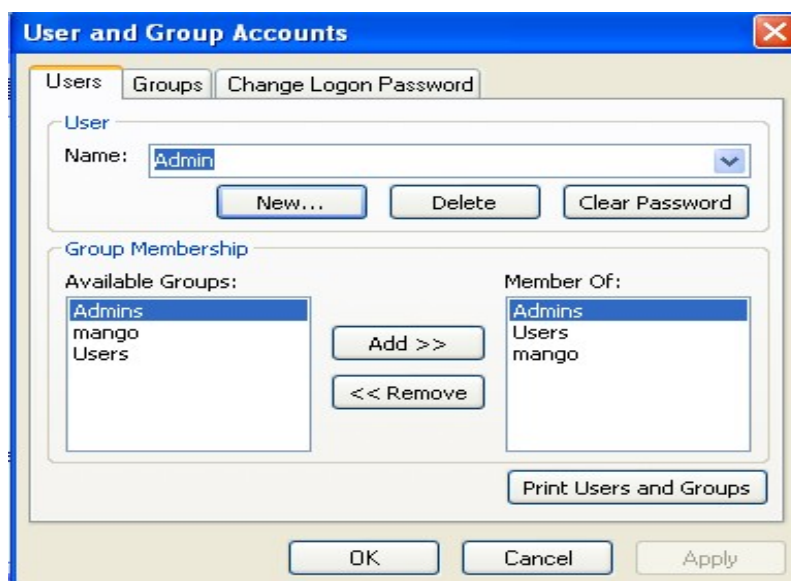 User and Group Accounts
Users Groups Change Logon Password
User
Name: Admin
New... Delete Clear Password
Group Membership
Available Groups:
Admins
mango
Users
Add >>
<< Remove
Member Of:
Admins
Users
mango
Print Users and Groups
OK Cancel Apply